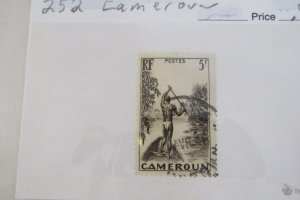 252 Cameroun
Price
POSTES
RF 5F
CAMEROUN